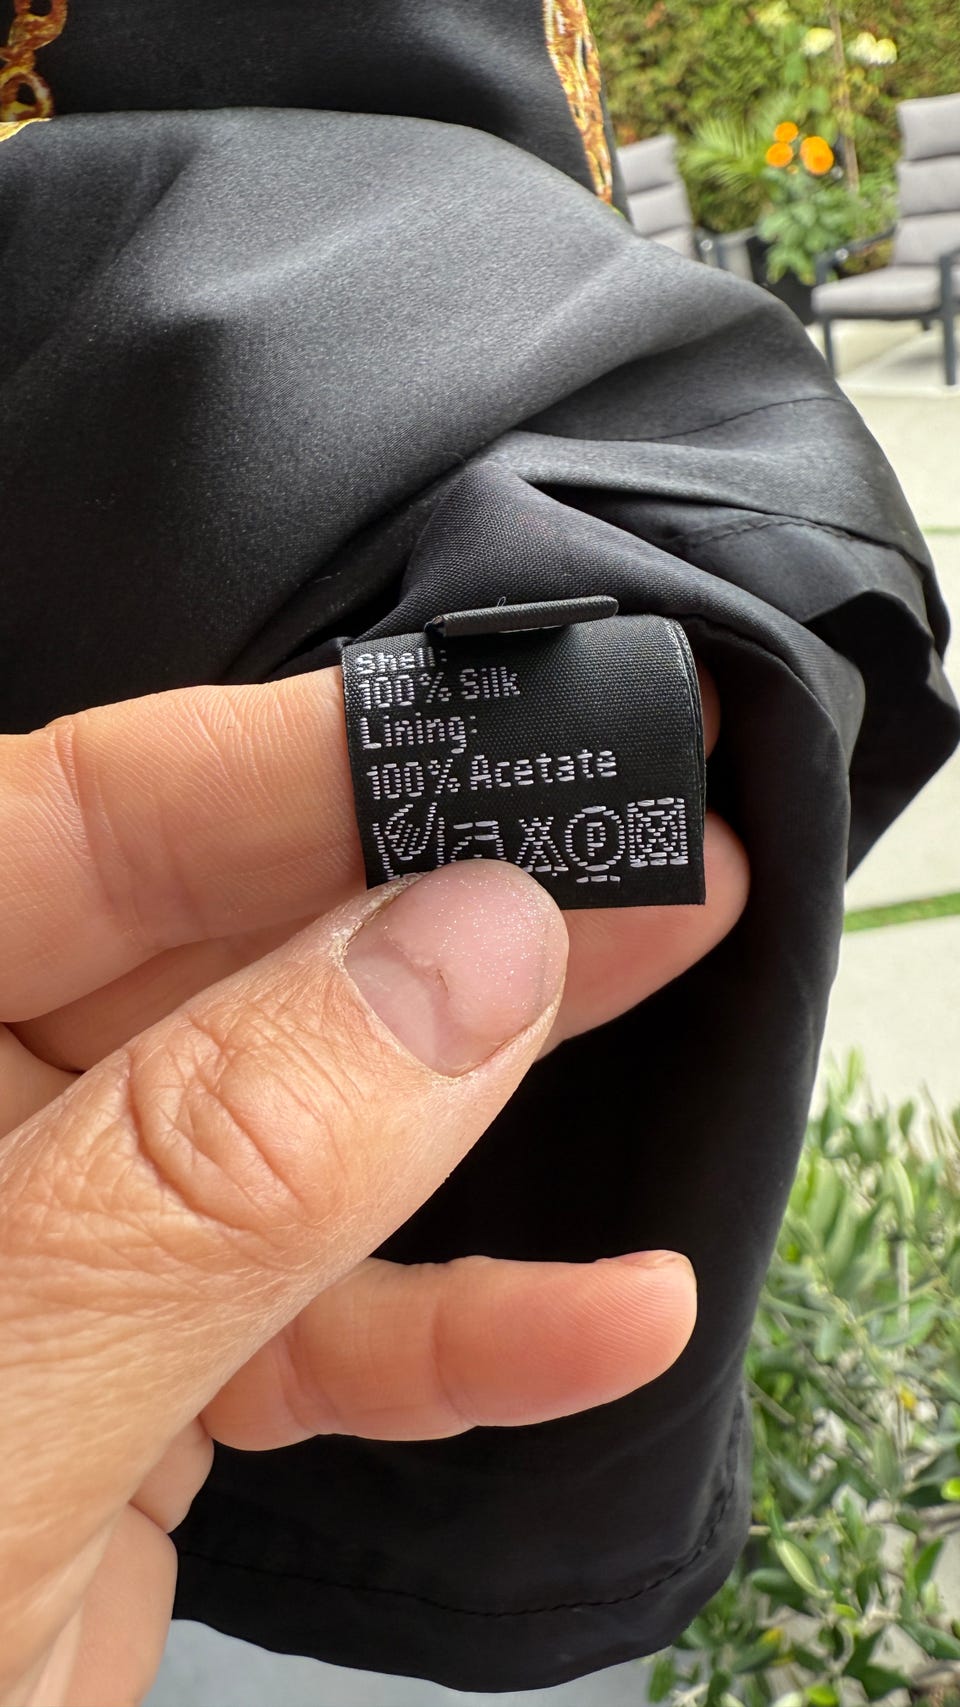 Shell:
100% Silk
Lining:
100% Acetate
P